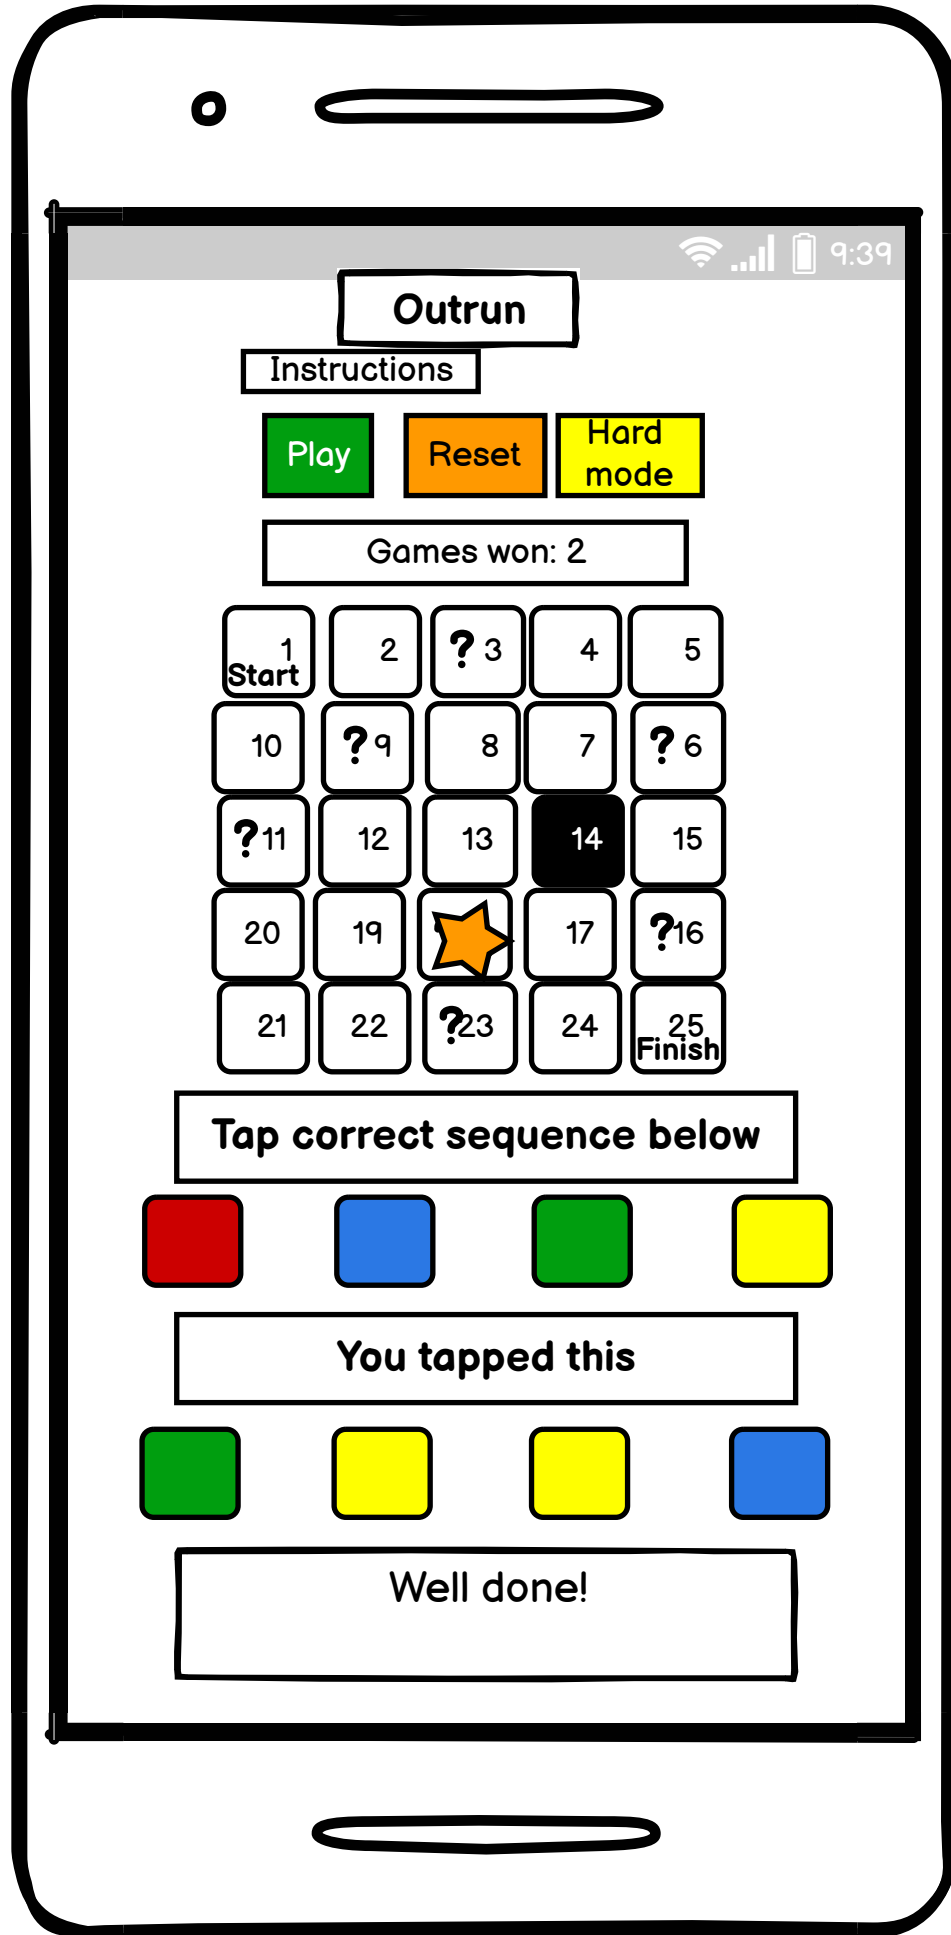 9:39
Outrun
Instructions
Play
Reset
Hard
mode
Games won: 2
1 2 ? 3 4 5
Start
10 ? 9 8 7 ? 6
? 11 12 13 14 15
20 19 17 ? 16
21 22 ? 23 24 25
Finish
Tap correct sequence below
You tapped this
Well done!